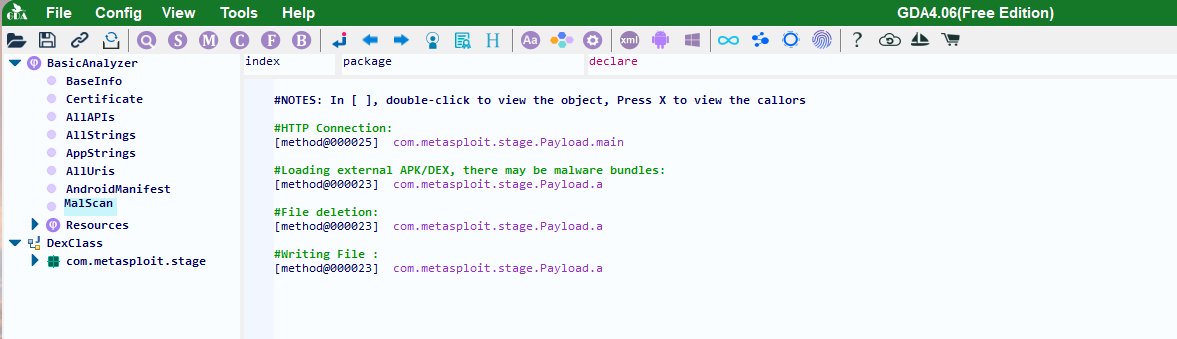 GDA File Config View Tools Help GDA4.06(Free Edition)
S M C F B H Aa xml ?
BasicAnalyzer
BaseInfo
Certificate
AllAPIs
AllStrings
AppStrings
AllUris
AndroidManifest
MalScan
Resources
DexClass
com.metasploit.stage
index package declare
#NOTES: In [ ], double-click to view the object, Press X to view the callors
#HTTP Connection:
[method@000025] com.metasploit.stage.Payload.main
#Loading external APK/DEX, there may be malware bundles:
[method@000023] com.metasploit.stage.Payload.a
#File deletion:
[method@000023] com.metasploit.stage.Payload.a
#Writing File :
[method@000023] com.metasploit.stage.Payload.a